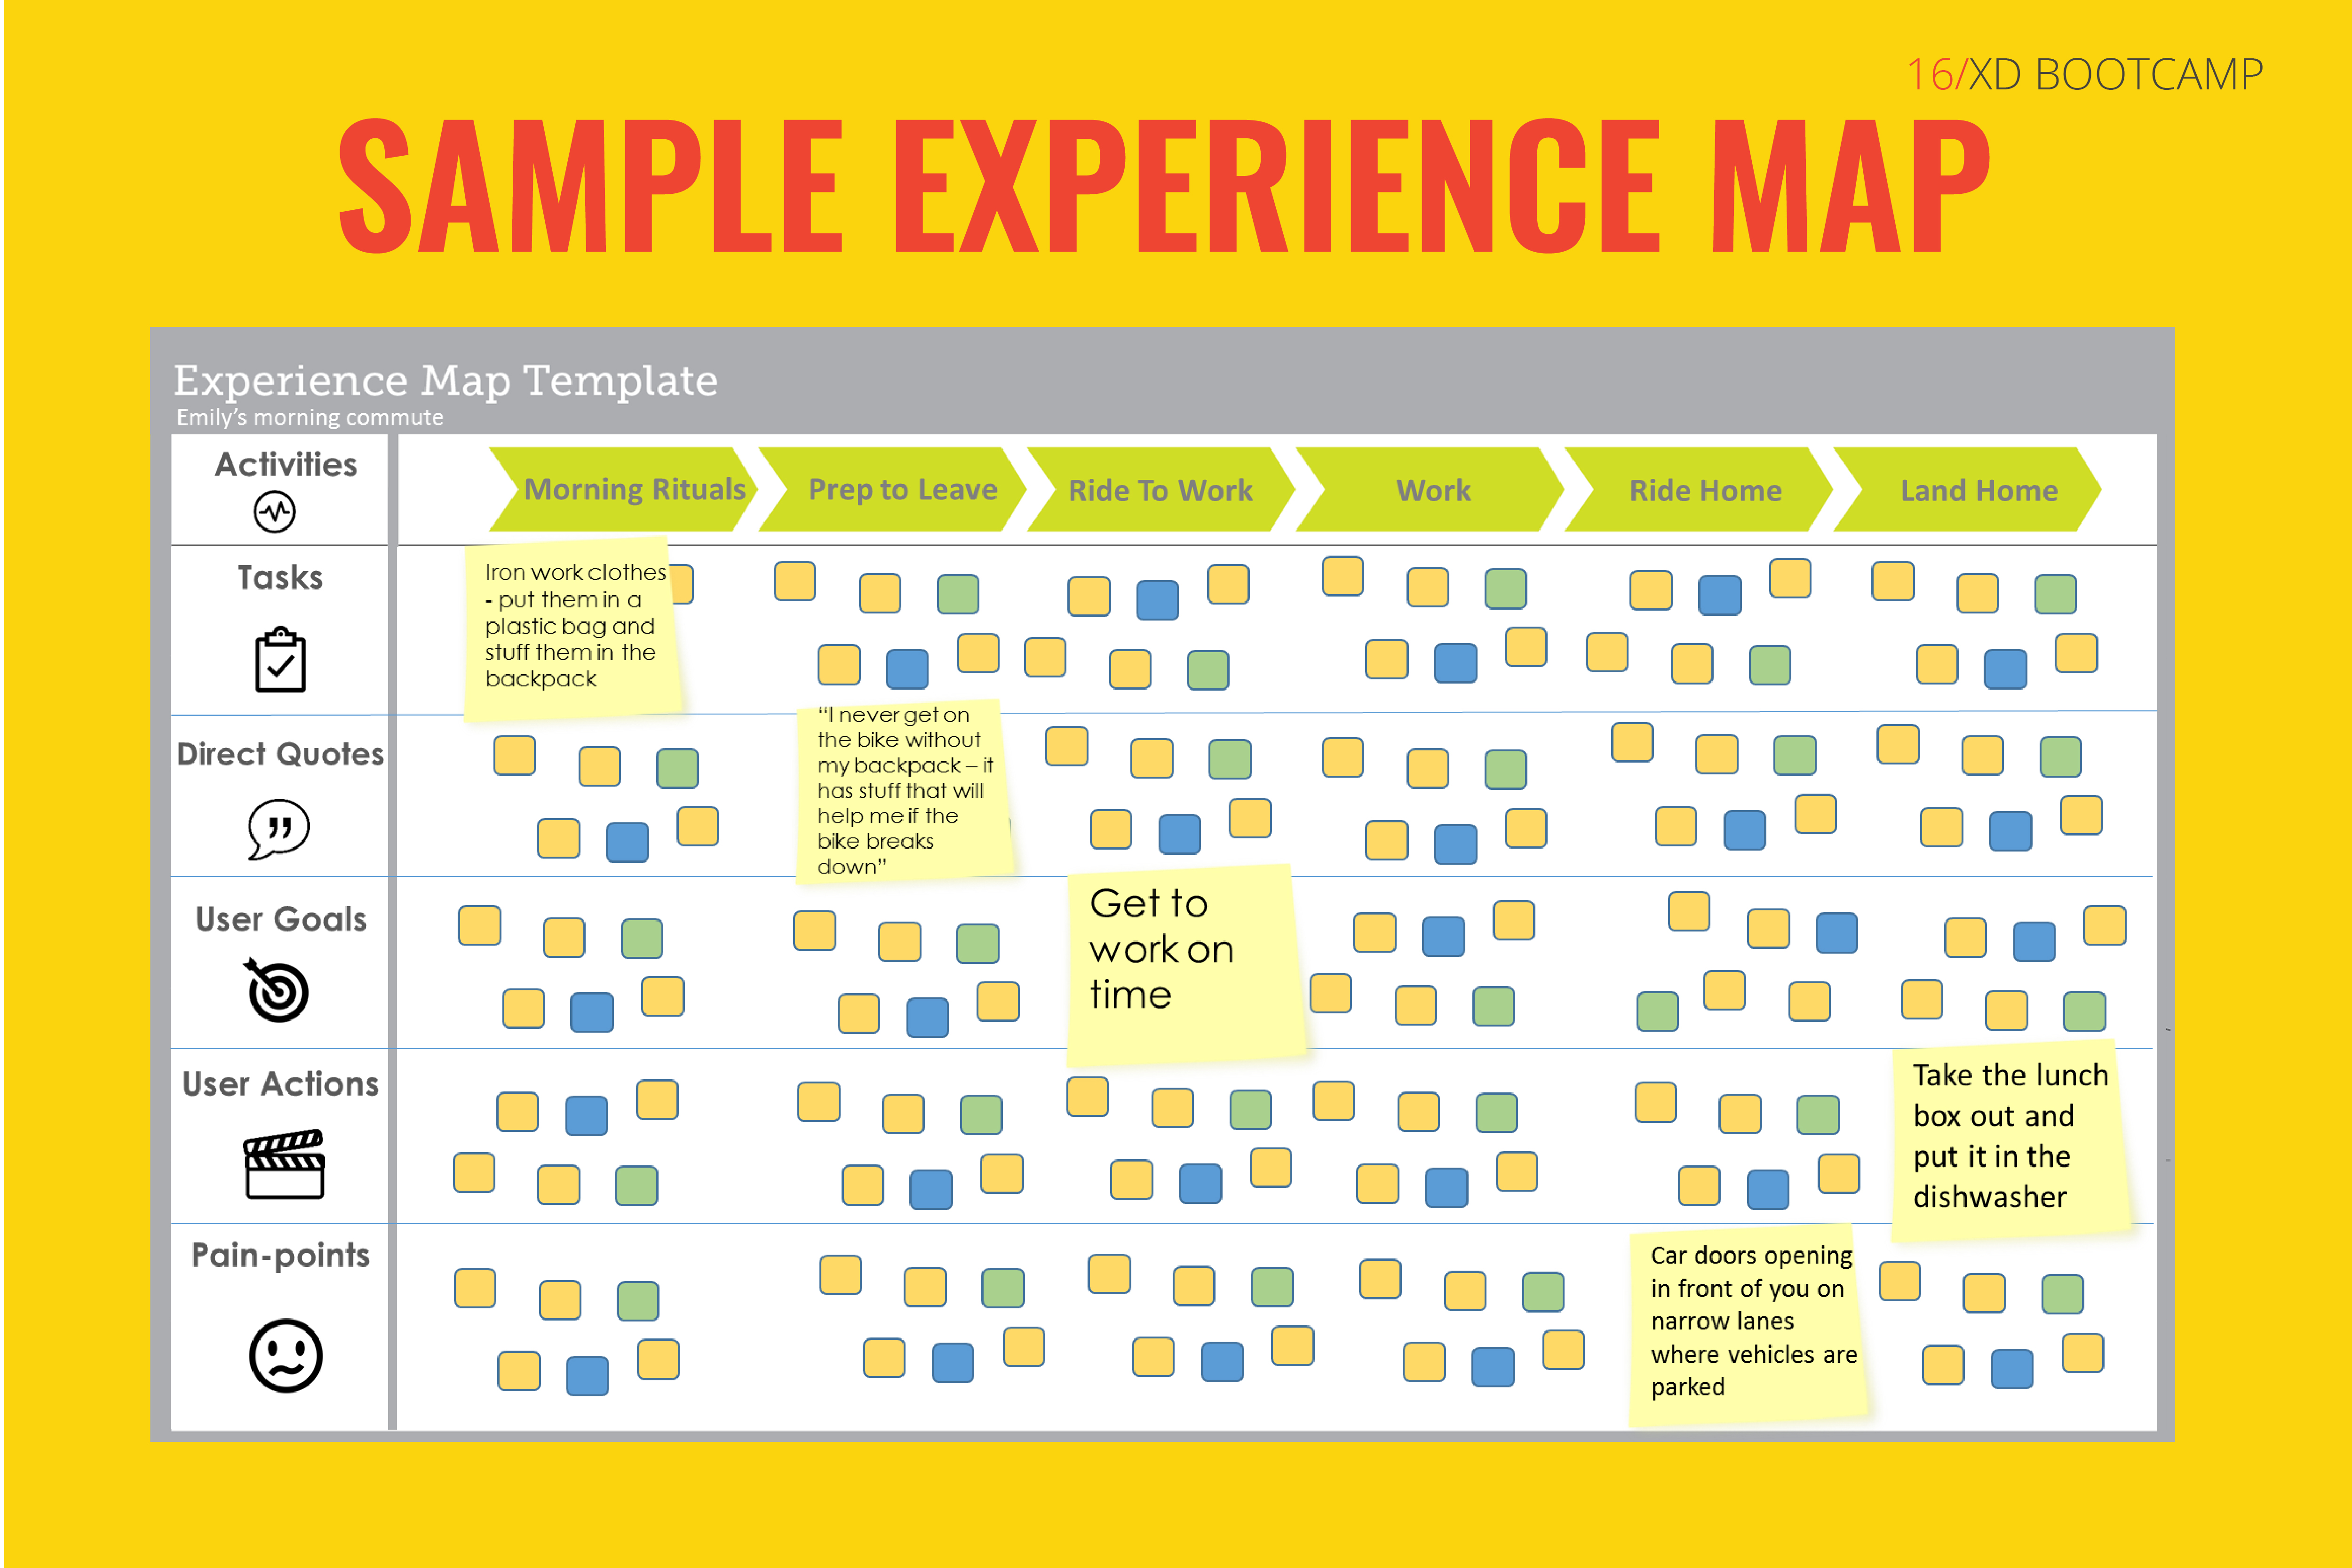 16/XD BOOTCAMP
SAMPLE EXPERIENCE MAP
Experience Map Template
Emily’s morning commute
Activities
Morning Rituals
Prep to Leave
Ride To Work
Work
Ride Home
Land Home
Tasks
Iron work clothes
- put them in a
plastic bag and
stuff them in the
backpack
Direct Quotes
“I never get on
the bike without
my backpack – it
has stuff that will
help me if the
bike breaks
down”
User Goals
Get to
work on
time
User Actions
Take the lunch
box out and
put it in the
dishwasher
Pain-points
Car doors opening
in front of you on
narrow lanes
where vehicles are
parked